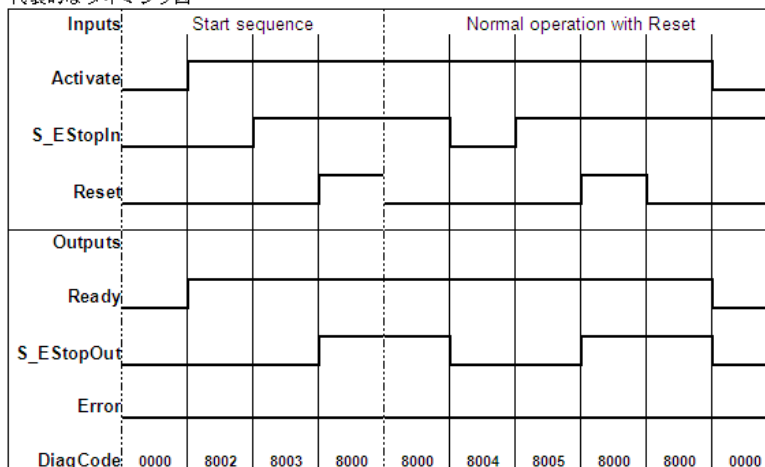 Inputs Start sequence Normal operation with Reset
Activate
S_EStopIn
Reset
Outputs
Ready
S_EStopOut
Error
DiagCode 0000 8002 8003 8000 8000 8004 8005 8000 8000 0000